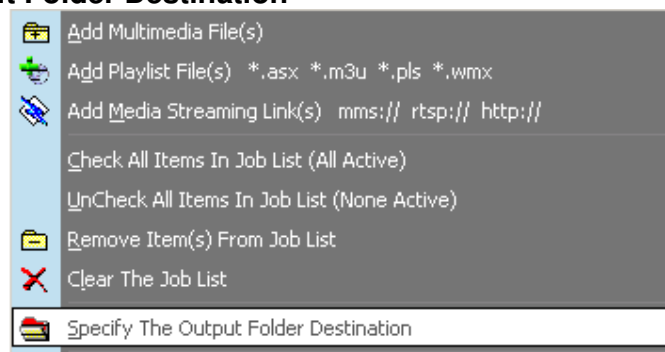 t Folder Destination
Add Multimedia File(s)
Add Playlist File(s) *.asx *.m3u *.pls *.wmx
Add Media Streaming Link(s) mms:// rtsp:// http://
Check All Items In Job List (All Active)
UnCheck All Items In Job List (None Active)
Remove Item(s) From Job List
Clear The Job List
Specify The Output Folder Destination